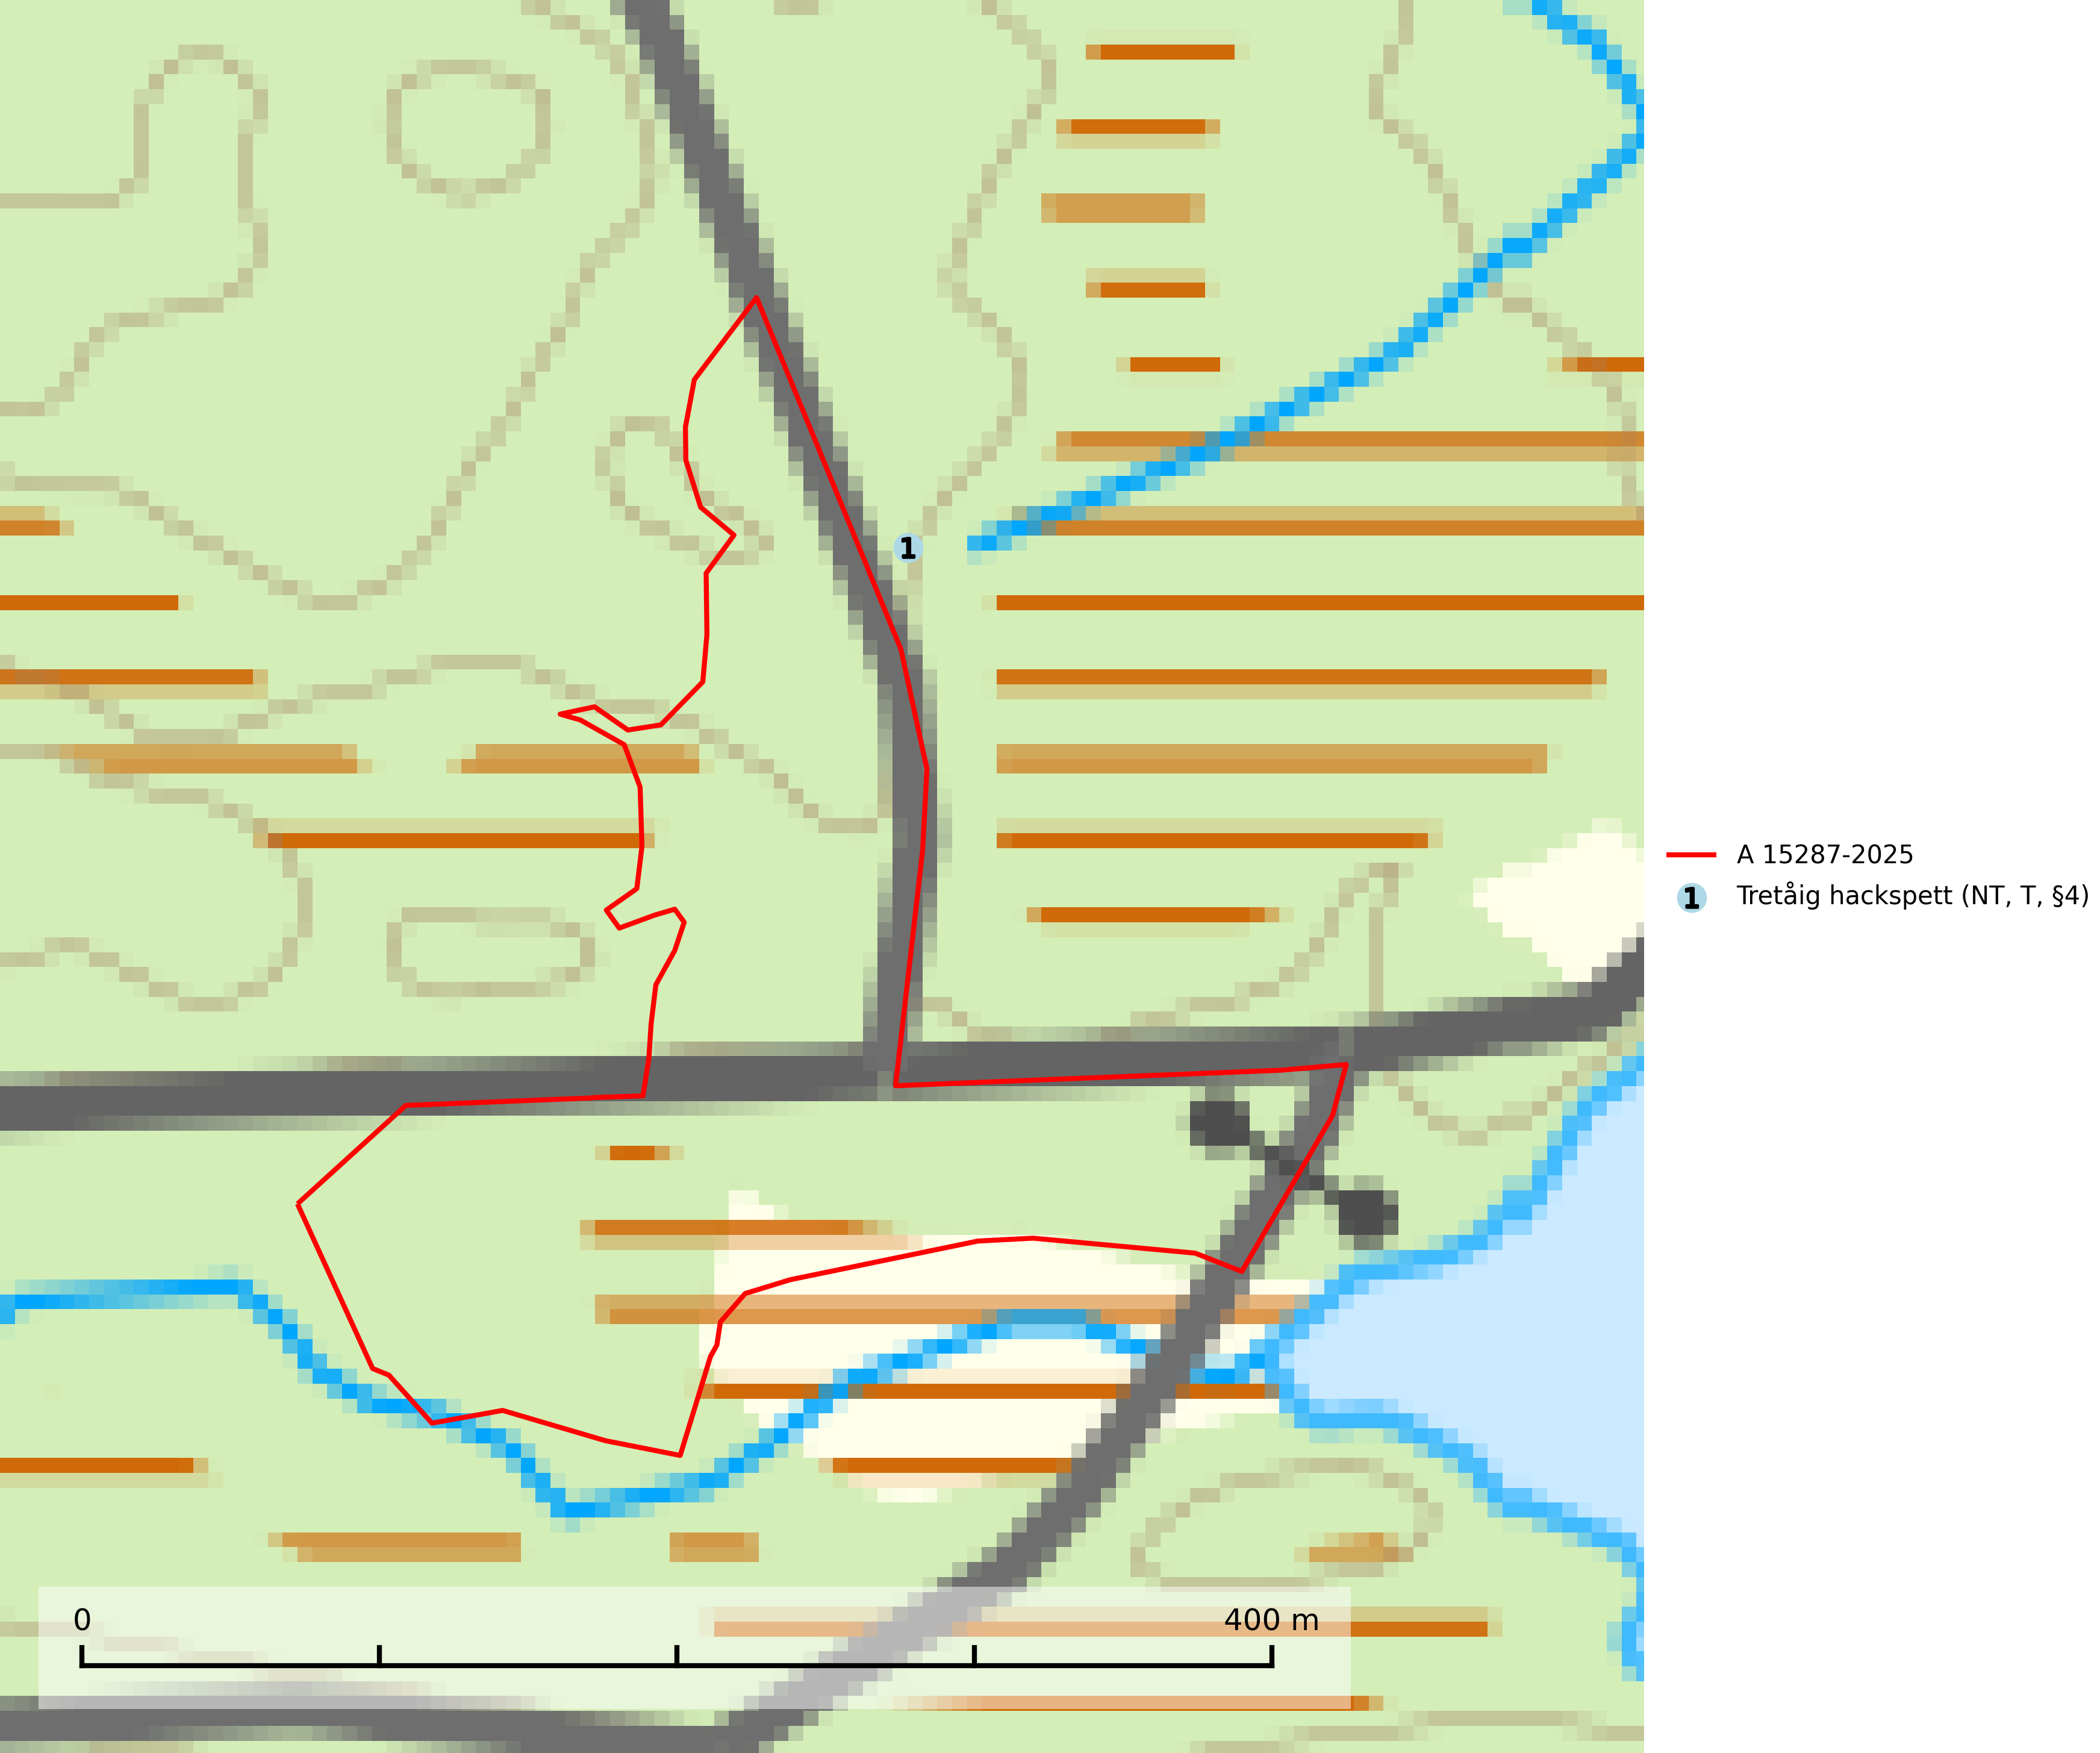 1
A 15287-2025
1 Tretåig hackspett (NT, T, §4)
0 400 m